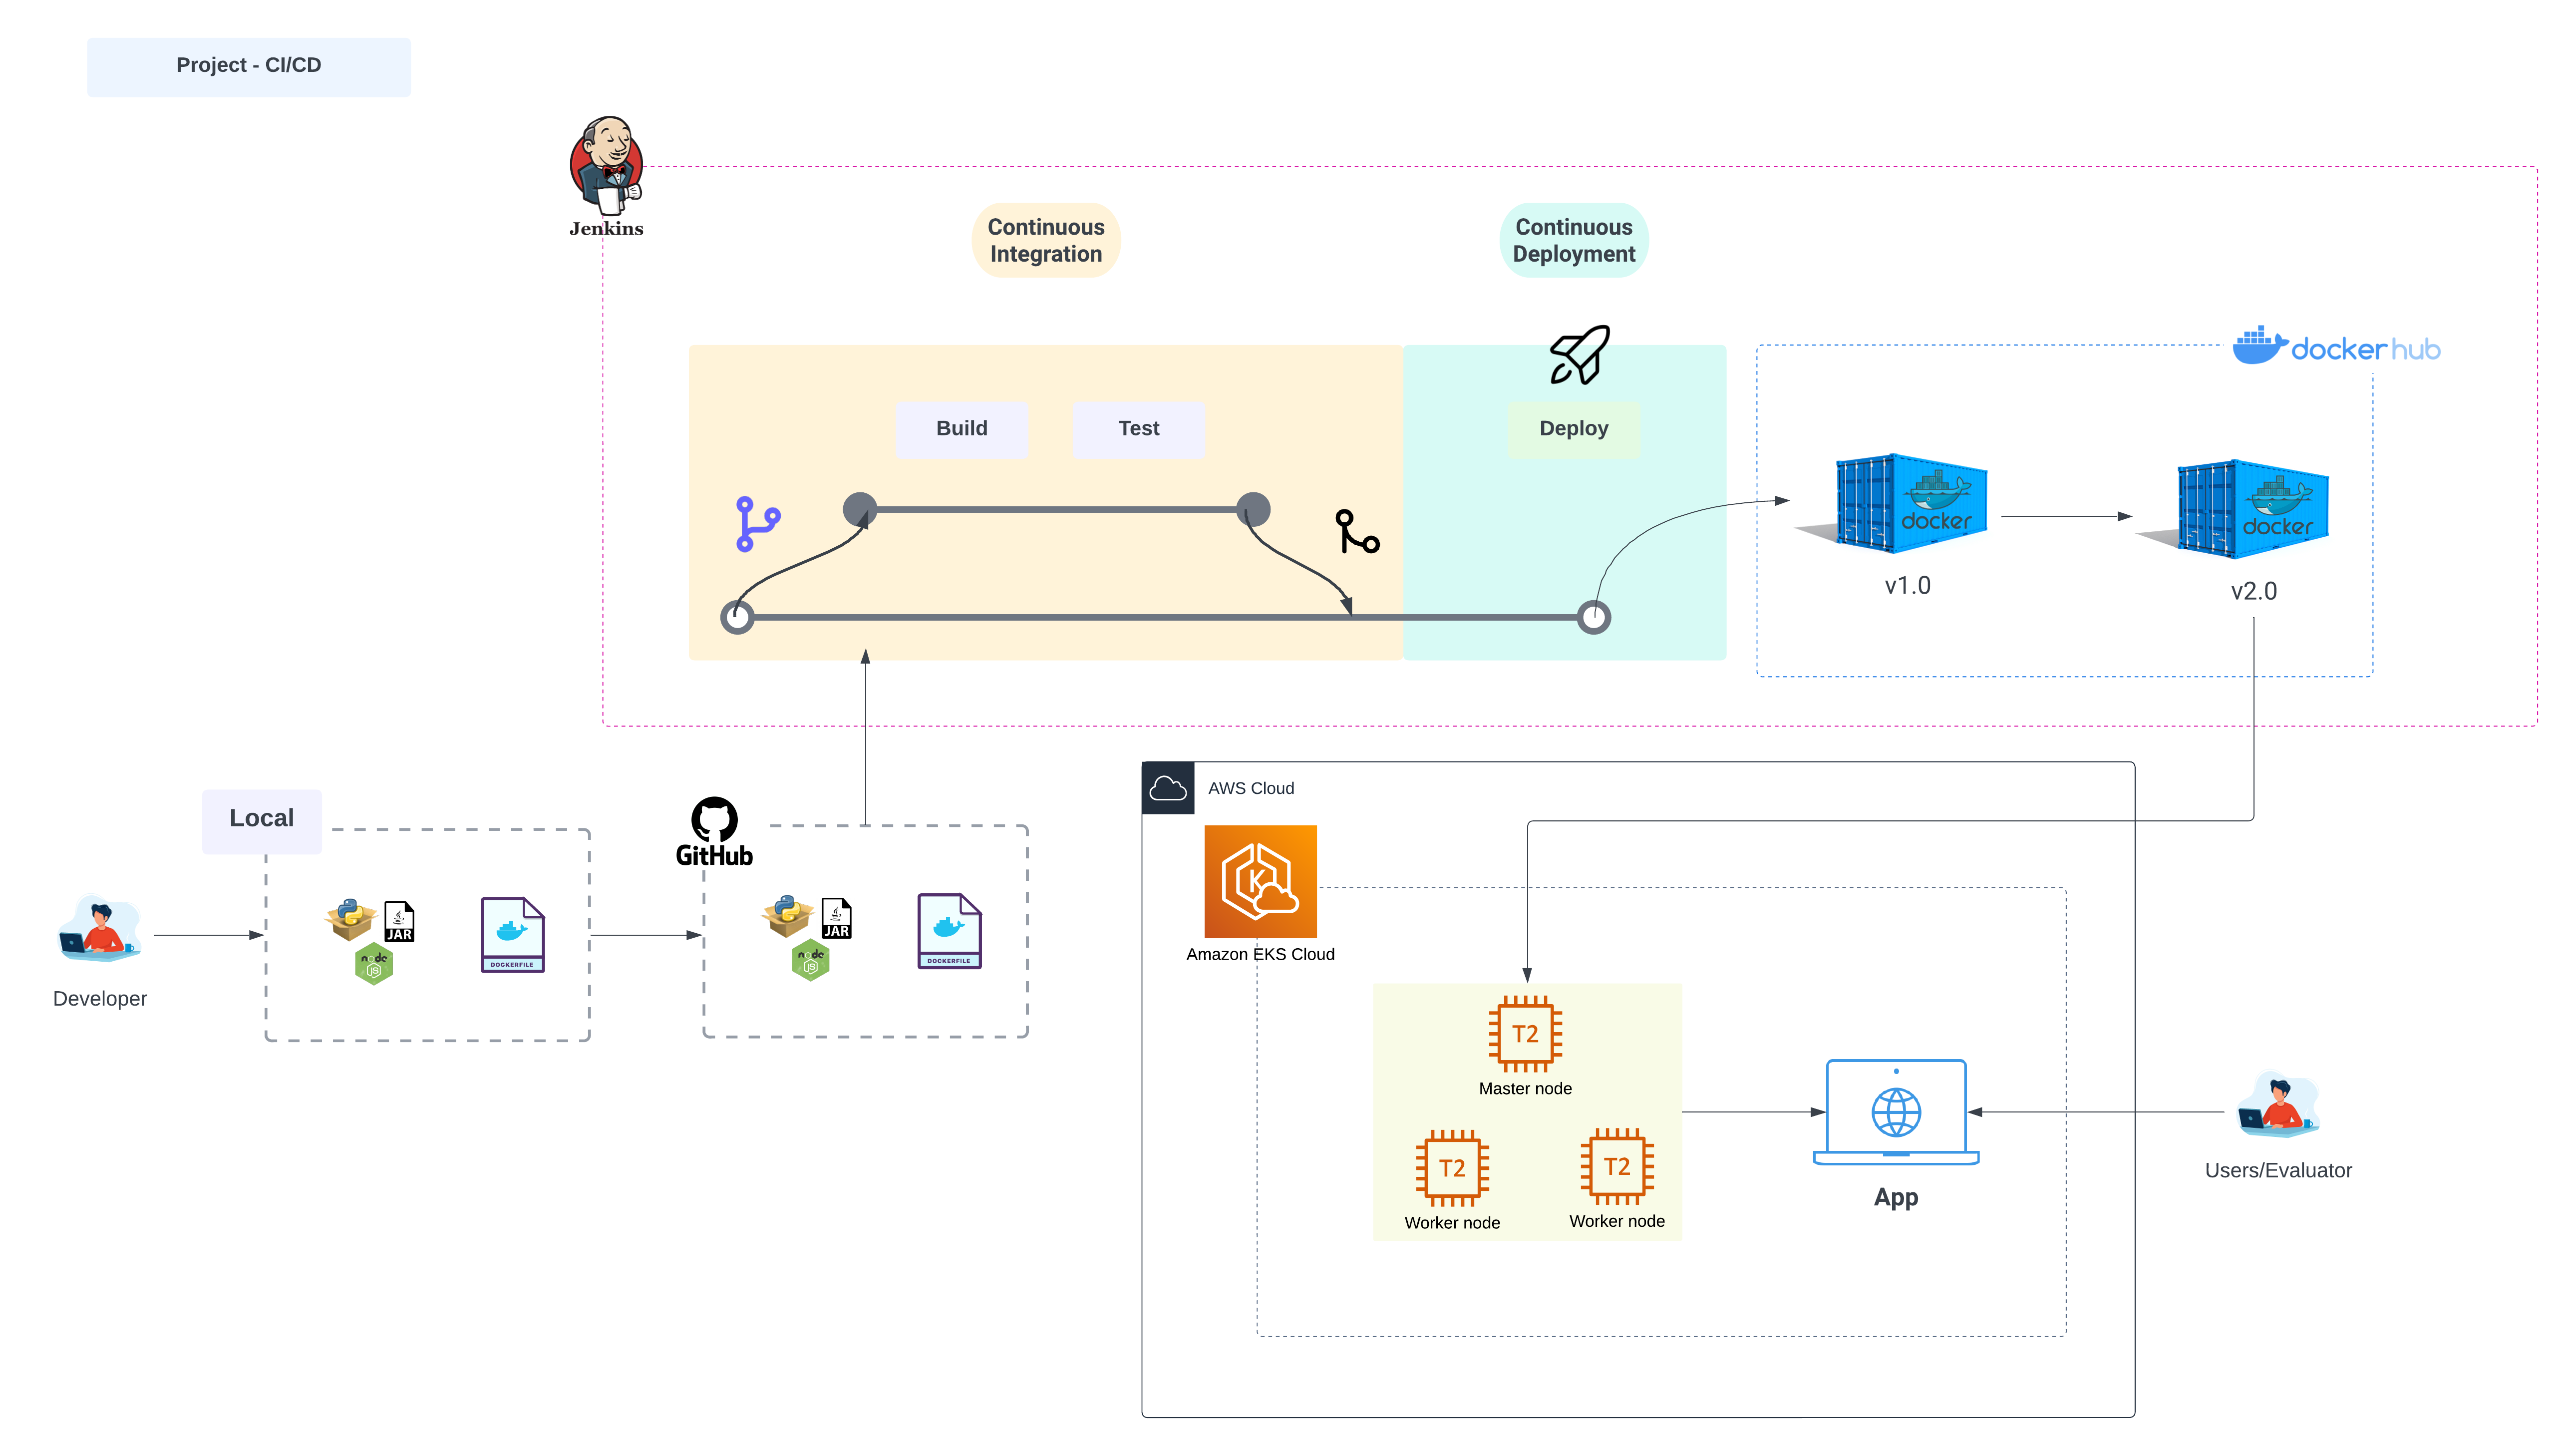 Project - CI/CD
Jenkins
Continuous
Integration
Continuous
Deployment
docker hub
Build
Test
Deploy
docker
docker
v1.0
v2.0
AWS Cloud
Local
GitHub
K
JAR
node
JS
DOCKERFILE
JAR
node
JS
DOCKERFILE
Amazon EKS Cloud
Developer
T2
Master node
T2
T2
Worker node
Worker node
App
Users/Evaluator